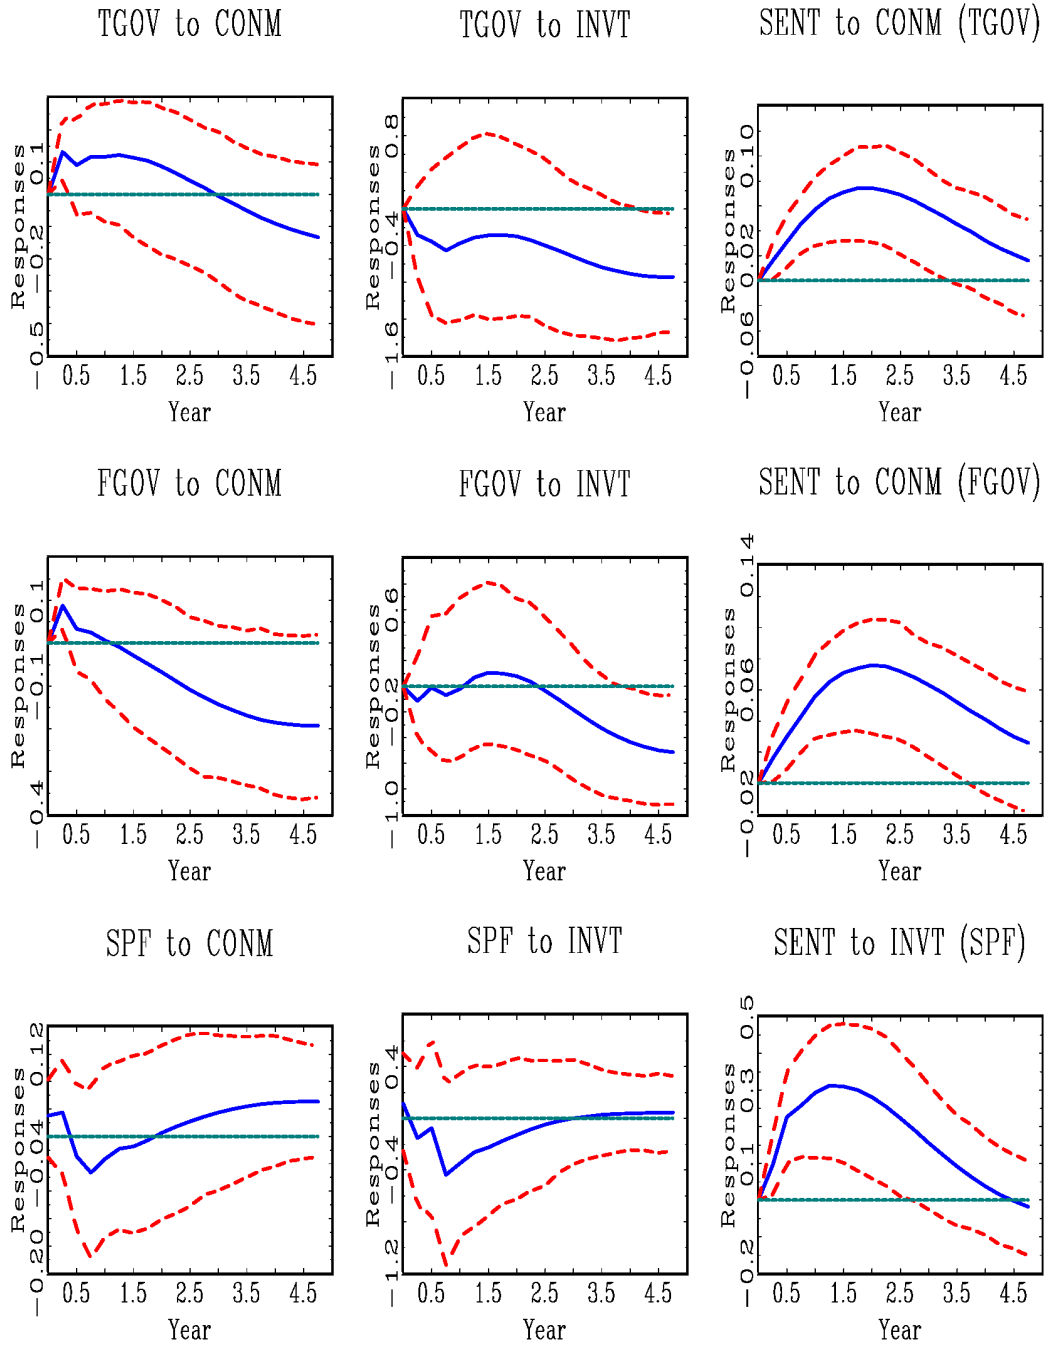 TGOV to CONM
TGOV to INVT
SENT to CONM (TGOV)
Responses
0.1
−0.2
−0.5
0.5 1.5 2.5 3.5 4.5
Year
Responses
0.8
−0.4
−1.6
0.5 1.5 2.5 3.5 4.5
Year
Responses
0.10
0.02
−0.06
0.5 1.5 2.5 3.5 4.5
Year
FGOV to CONM
FGOV to INVT
SENT to CONM (FGOV)
Responses
0.1
−0.1
−0.4
0.5 1.5 2.5 3.5 4.5
Year
Responses
0.6
−0.2
−1.0
0.5 1.5 2.5 3.5 4.5
Year
Responses
0.14
0.06
−0.02
0.5 1.5 2.5 3.5 4.5
Year
SPF to CONM
SPF to INVT
SENT to INVT (SPF)
Responses
0.12
−0.04
−0.20
0.5 1.5 2.5 3.5 4.5
Year
Responses
0.4
−0.4
−1.2
0.5 1.5 2.5 3.5 4.5
Year
Responses
0.5
0.3
0.1
−0.2
0.5 1.5 2.5 3.5 4.5
Year